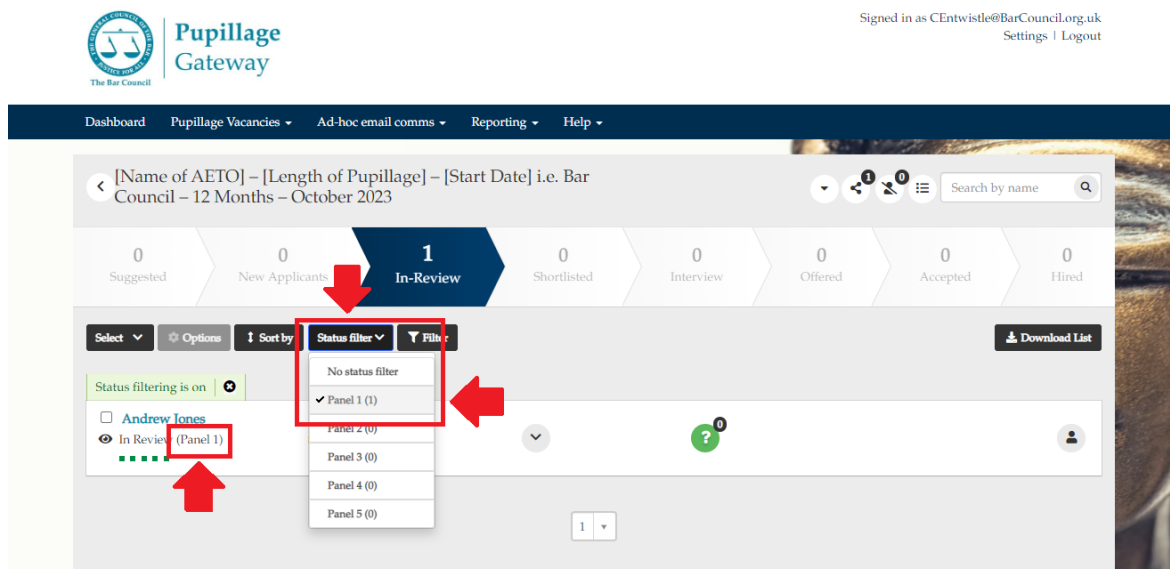 THE GENERAL COUNCIL OF THE BAR
JUSTICE FOR ALL
The Bar Council
Pupillage
Gateway
Signed in as CEntwistle@BarCouncil.org.uk
Settings | Logout
Dashboard Pupillage Vacancies Ad-hoc email comms Reporting Help
[Name of AETO] – [Length of Pupillage] – [Start Date] i.e. Bar
Council – 12 Months – October 2023
1 0 Search by name
0 0 1 0 0 0 0 0
Suggested New Applicants In-Review Shortlisted Interview Offered Accepted Hired
Select Options Sort by Status filter Filter Download List
No status filter
Status filtering is on
Panel 1 (1)
Andrew Jones
Panel 2 (0)
In Review (Panel 1) ? 0
Panel 3 (0)
Panel 4 (0)
Panel 5 (0)
1